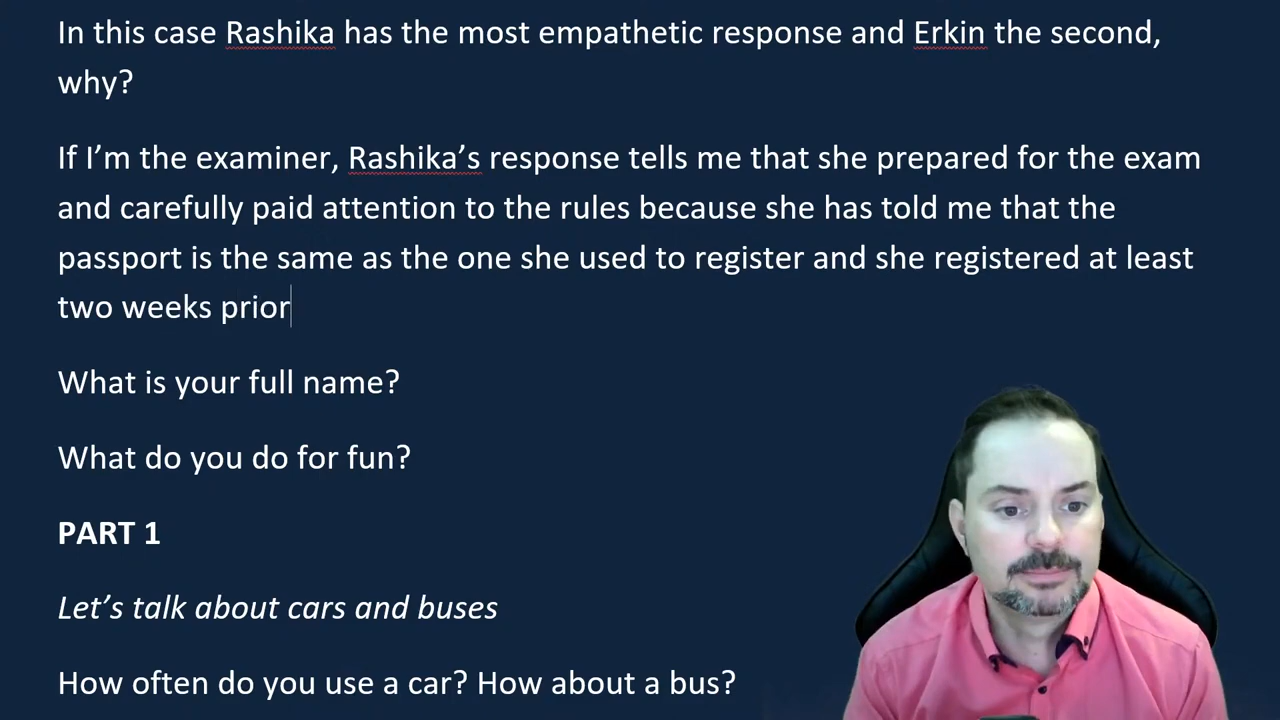 In this case Rashika has the most empathetic response and Erkin the second,
why?
If I’m the examiner, Rashika’s response tells me that she prepared for the exam
and carefully paid attention to the rules because she has told me that the
passport is the same as the one she used to register and she registered at least
two weeks prior
What is your full name?
What do you do for fun?
PART 1
Let’s talk about cars and buses
How often do you use a car? How about a bus?